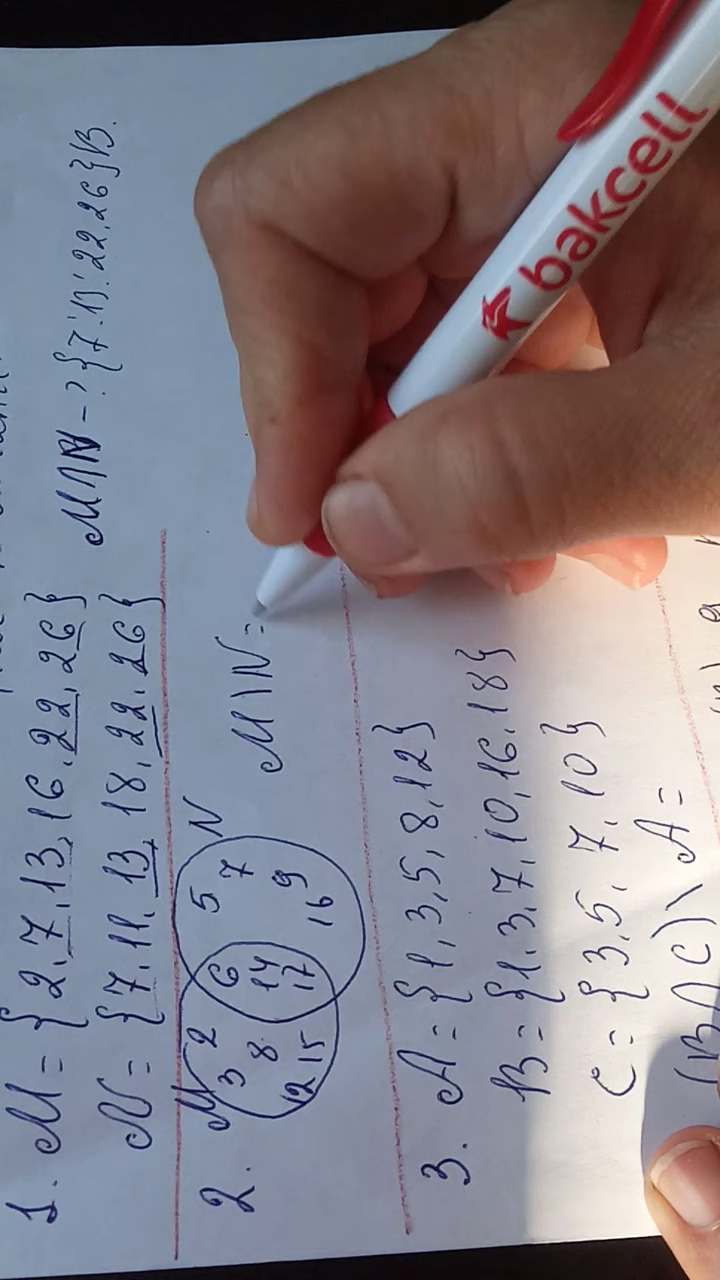 1. M = {2,7,13,16,22,26}
N = {7,11,13,18,22,26} M∩N-? {7,13,22,26}B.
2. M N
2 3 8 12 15
6 14 17
5 7 9 16
M\N=
3. A = {1,3,5,8,12}
B = {1.3,7,10,16.18}
C = {3,5,7,10}
(B∩C)\A=
bakcell